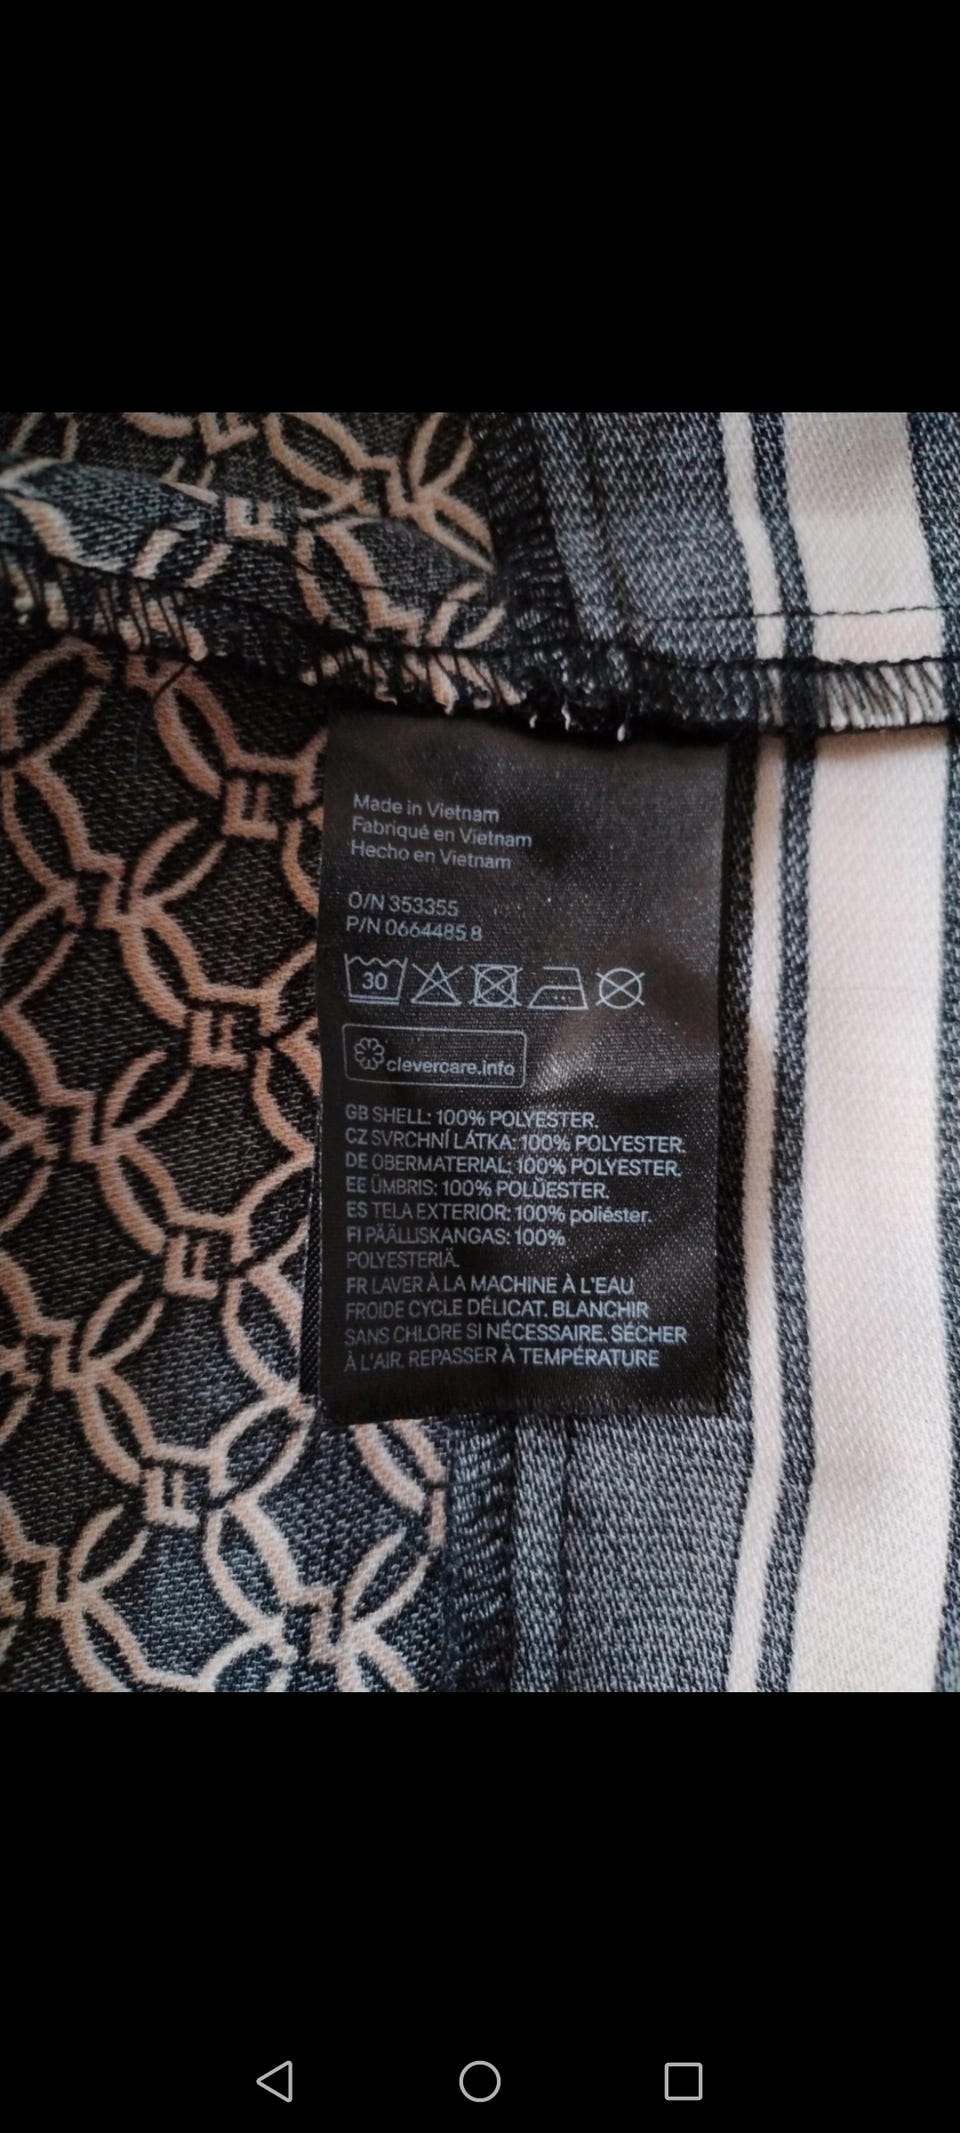 Made in Vietnam
Fabriqué en Vietnam
Hecho en Vietnam
O/N 353355
P/N 0664485 8
30
clevercare.info
GB SHELL: 100% POLYESTER.
CZ SVRCHNÍ LÁTKA: 100% POLYESTER.
DE OBERMATERIAL: 100% POLYESTER.
EE ÜMBRIS: 100% POLÜESTER.
ES TELA EXTERIOR: 100% poliéster.
FI PÄÄLLISKANGAS: 100%
POLYESTERIÄ.
FR LAVER À LA MACHINE À L'EAU
FROIDE CYCLE DÉLICAT. BLANCHIR
SANS CHLORE SI NÉCESSAIRE. SÉCHER
À L'AIR. REPASSER À TEMPÉRATURE